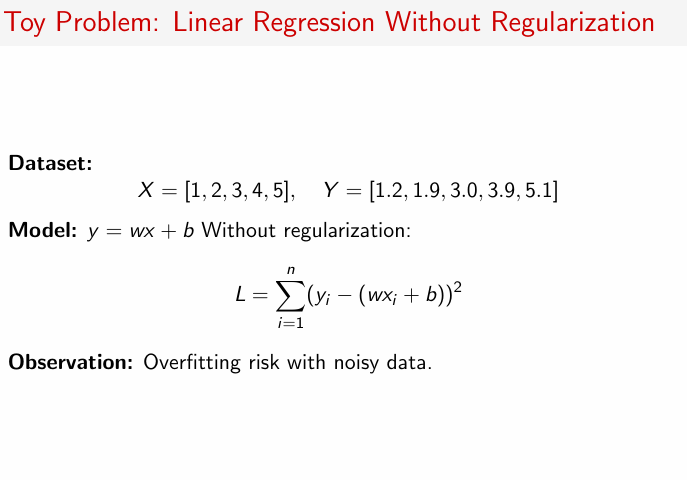 Toy Problem: Linear Regression Without Regularization
Dataset:
X = [1, 2, 3, 4, 5],   Y = [1.2, 1.9, 3.0, 3.9, 5.1]
Model: y = wx + b Without regularization:
L = \sum_{i=1}^{n} (y_i − (wx_i + b))^2
Observation: Overfitting risk with noisy data.